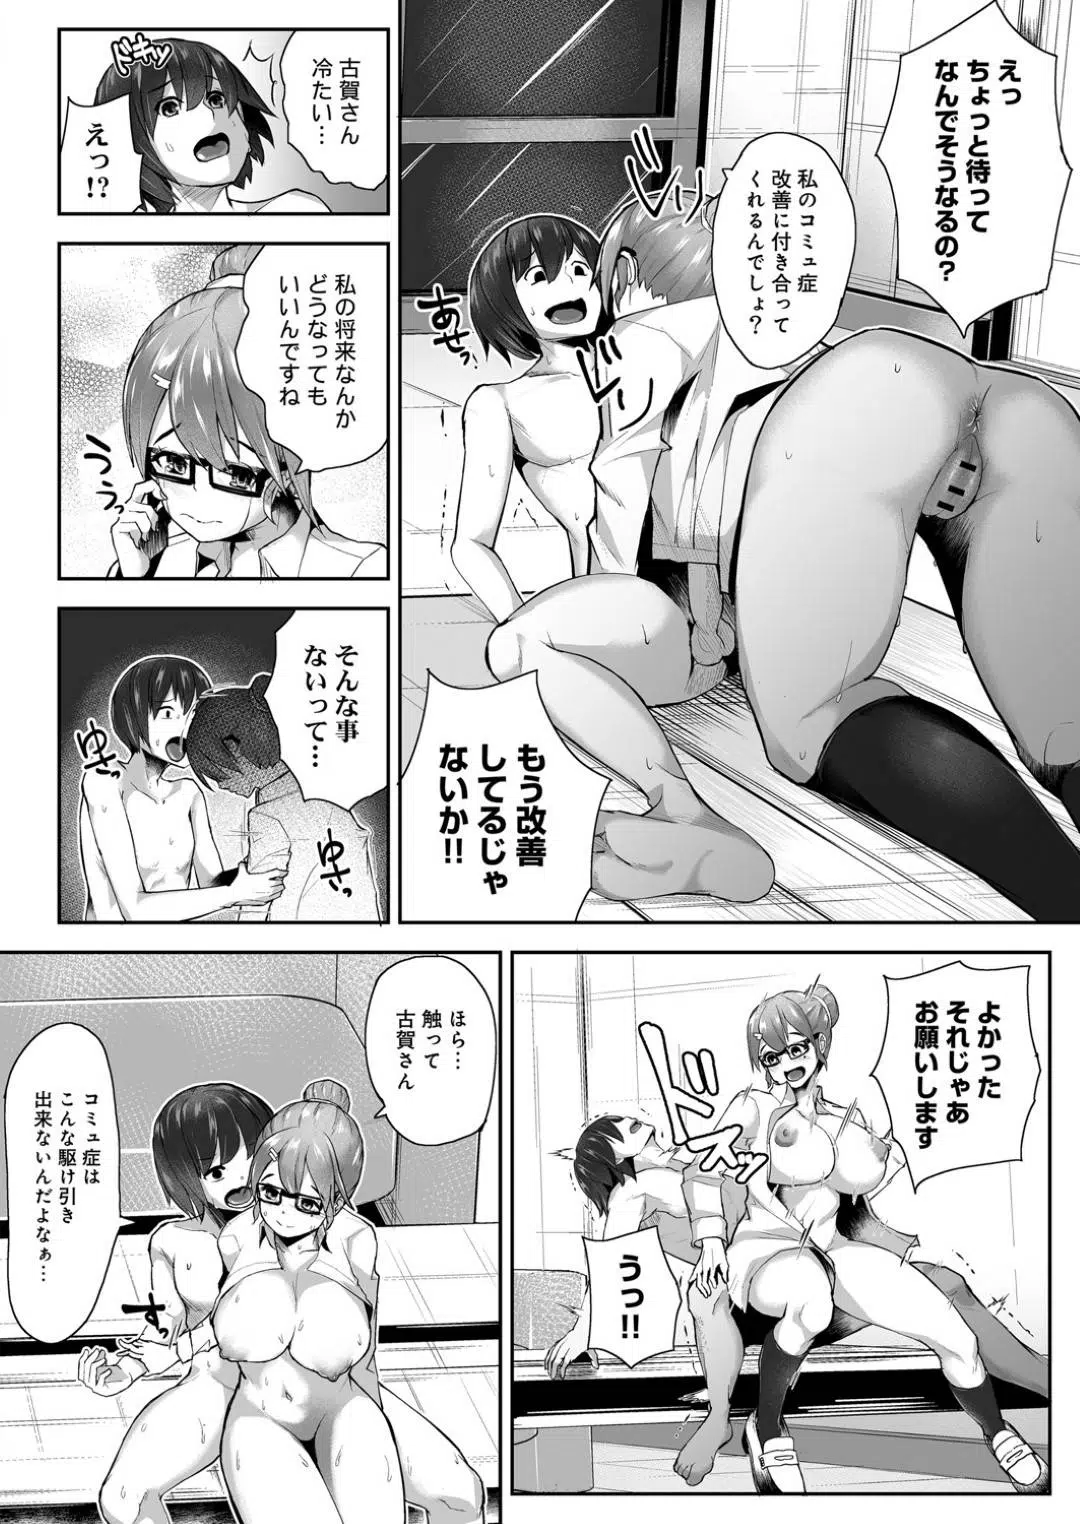 えっ
ちょっと待って
なんでそうなるの？
私のコミュ症
改善に付き合って
くれるんでしょ？
じりっ
あせっ
ズリッ
もう改善
してるじゃ
ないか!!
古賀さん
冷たい…
ドキッ
えっ!?
私の将来なんか
どうなっても
いいんですね
うぅっ
そんな事
ないって…
ゆさっ
ゆさっ
よかった
それじゃあ
お願いします
ドズッ
うっ!!
ほら…
触って
古賀さん
すっ
コミュ症は
こんな駆け引き
出来ないんだよなぁ…